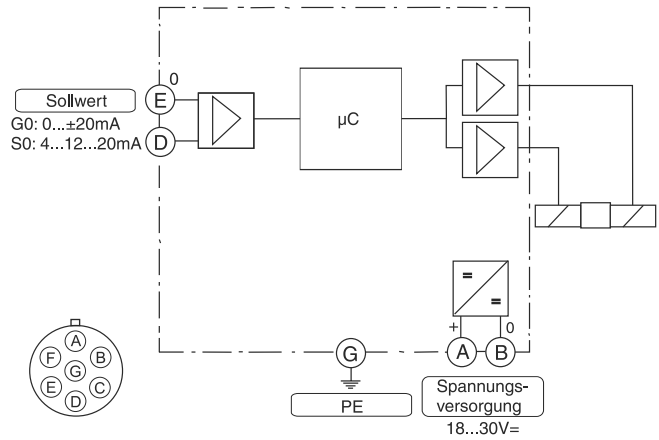 0
Sollwert
E
G0: 0...±20mA
S0: 4...12...20mA
D
µC
=
=
+
0
G
A
B
PE
Spannungs-
versorgung
18...30V=
A
F
B
G
E
C
D